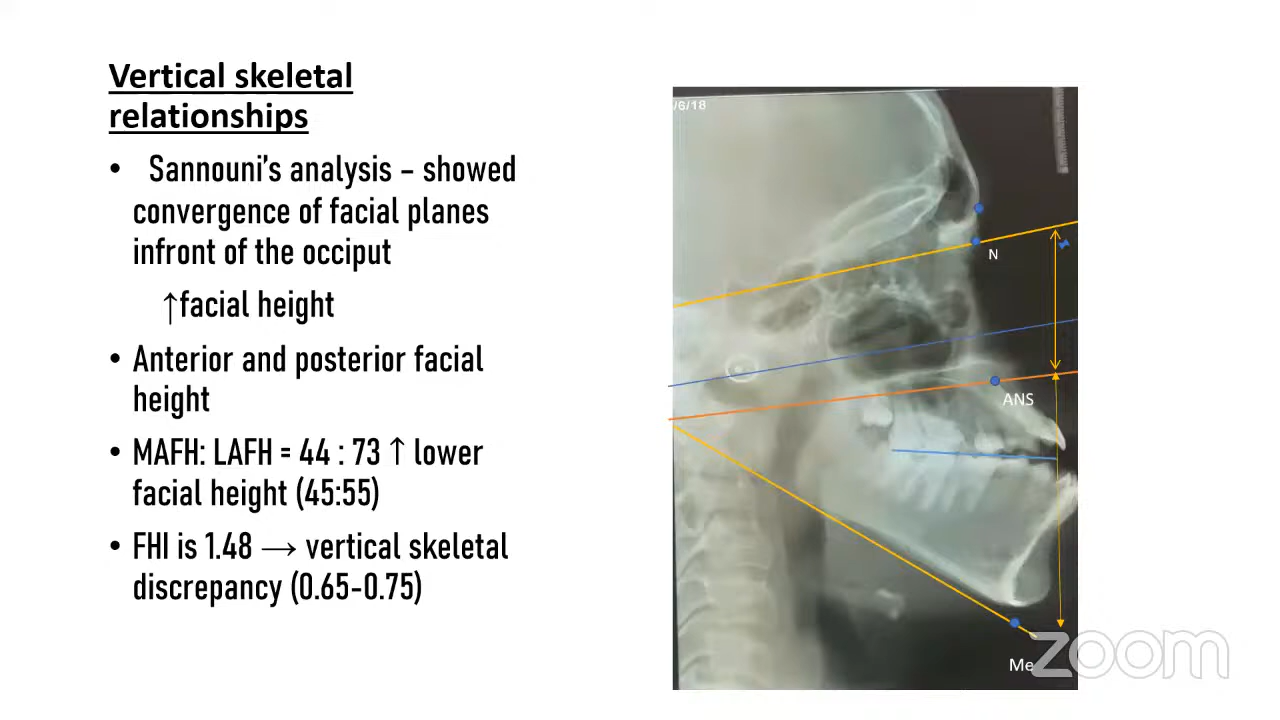 Vertical skeletal
relationships
• Sannouni's analysis – showed
convergence of facial planes
infront of the occiput
↑facial height
• Anterior and posterior facial
height
• MAFH: LAFH = 44 : 73 ↑ lower
facial height (45:55)
• FHI is 1.48 → vertical skeletal
discrepancy (0.65-0.75)
/6/18
N
ANS
Me
zoom